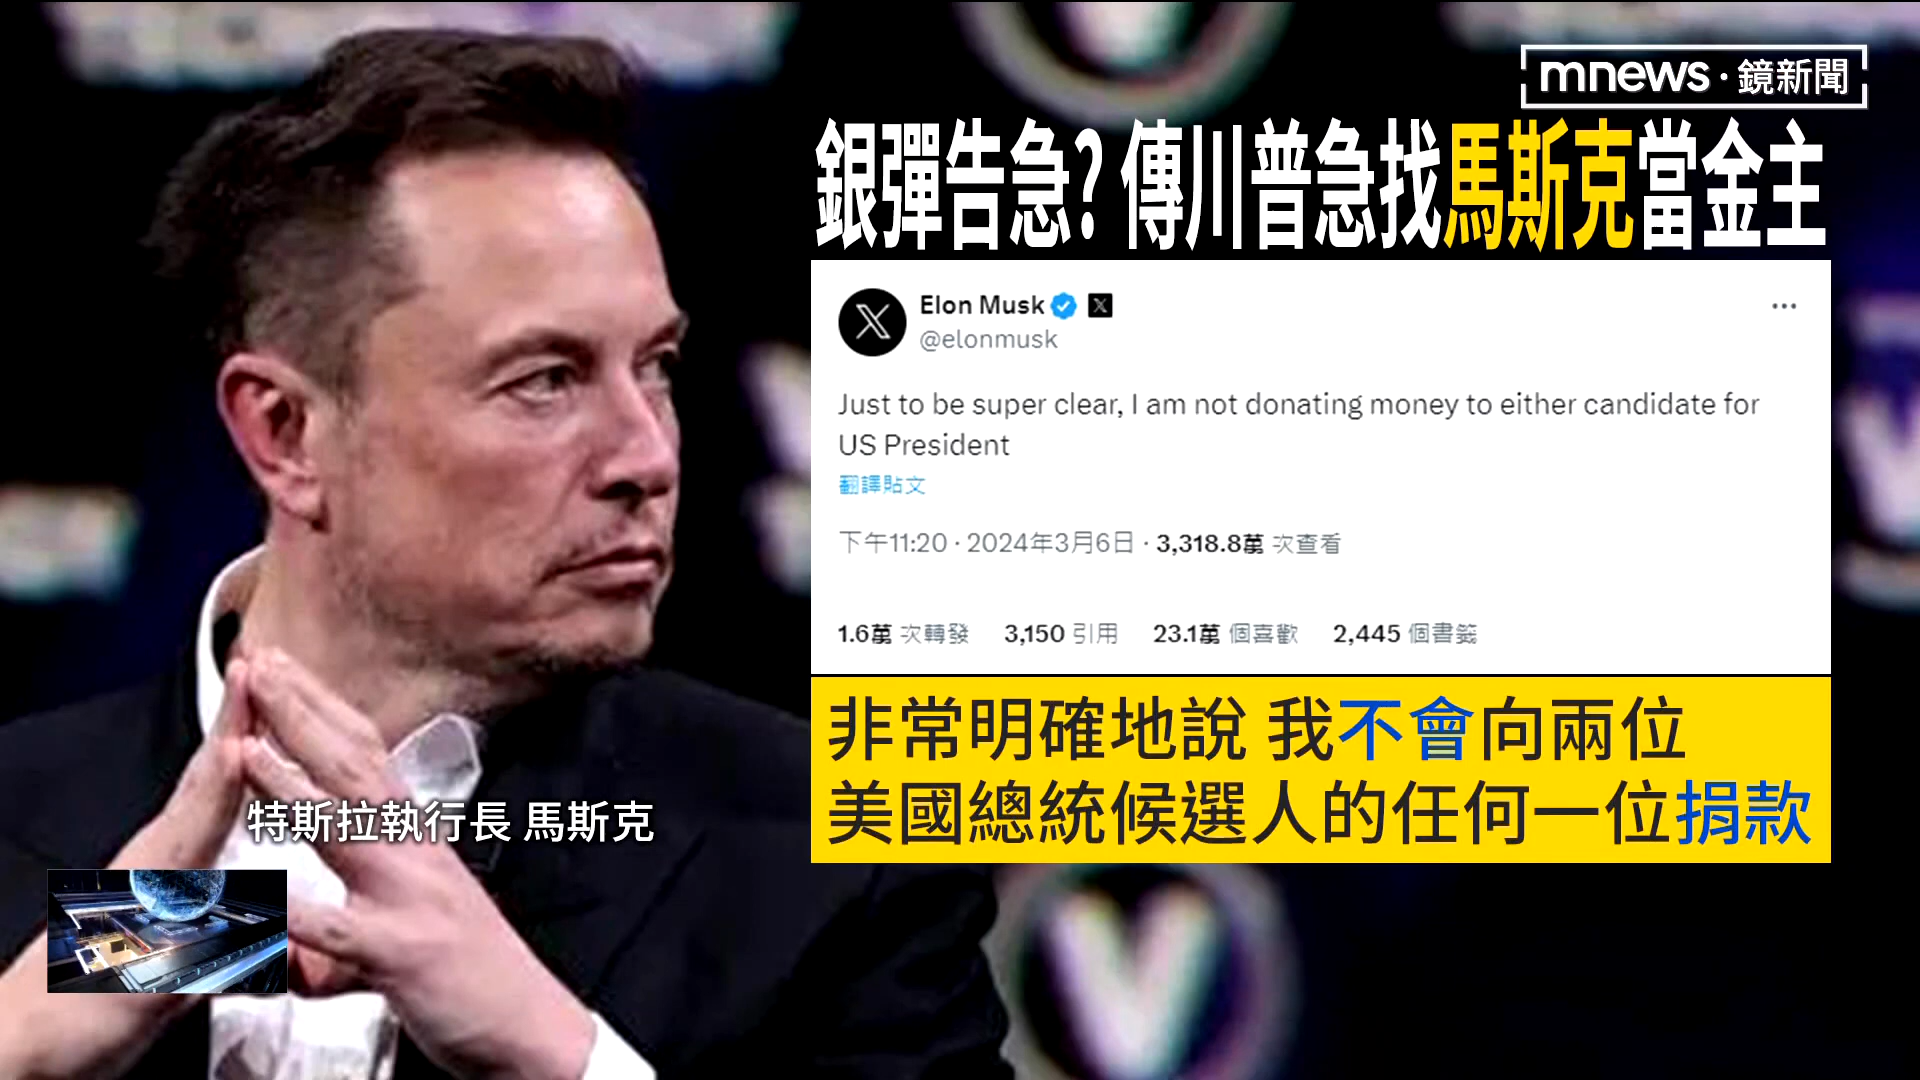 mnews·鏡新聞
銀彈告急? 傳川普急找馬斯克當金主
Elon Musk
@elonmusk
Just to be super clear, I am not donating money to either candidate for
US President
翻譯貼文
下午11:20 · 2024年3月6日 · 3,318.8萬 次查看
1.6萬 次轉發 3,150 引用 23.1萬 個喜歡 2,445 個書籤
非常明確地說 我不會向兩位
美國總統候選人的任何一位捐款
特斯拉執行長 馬斯克